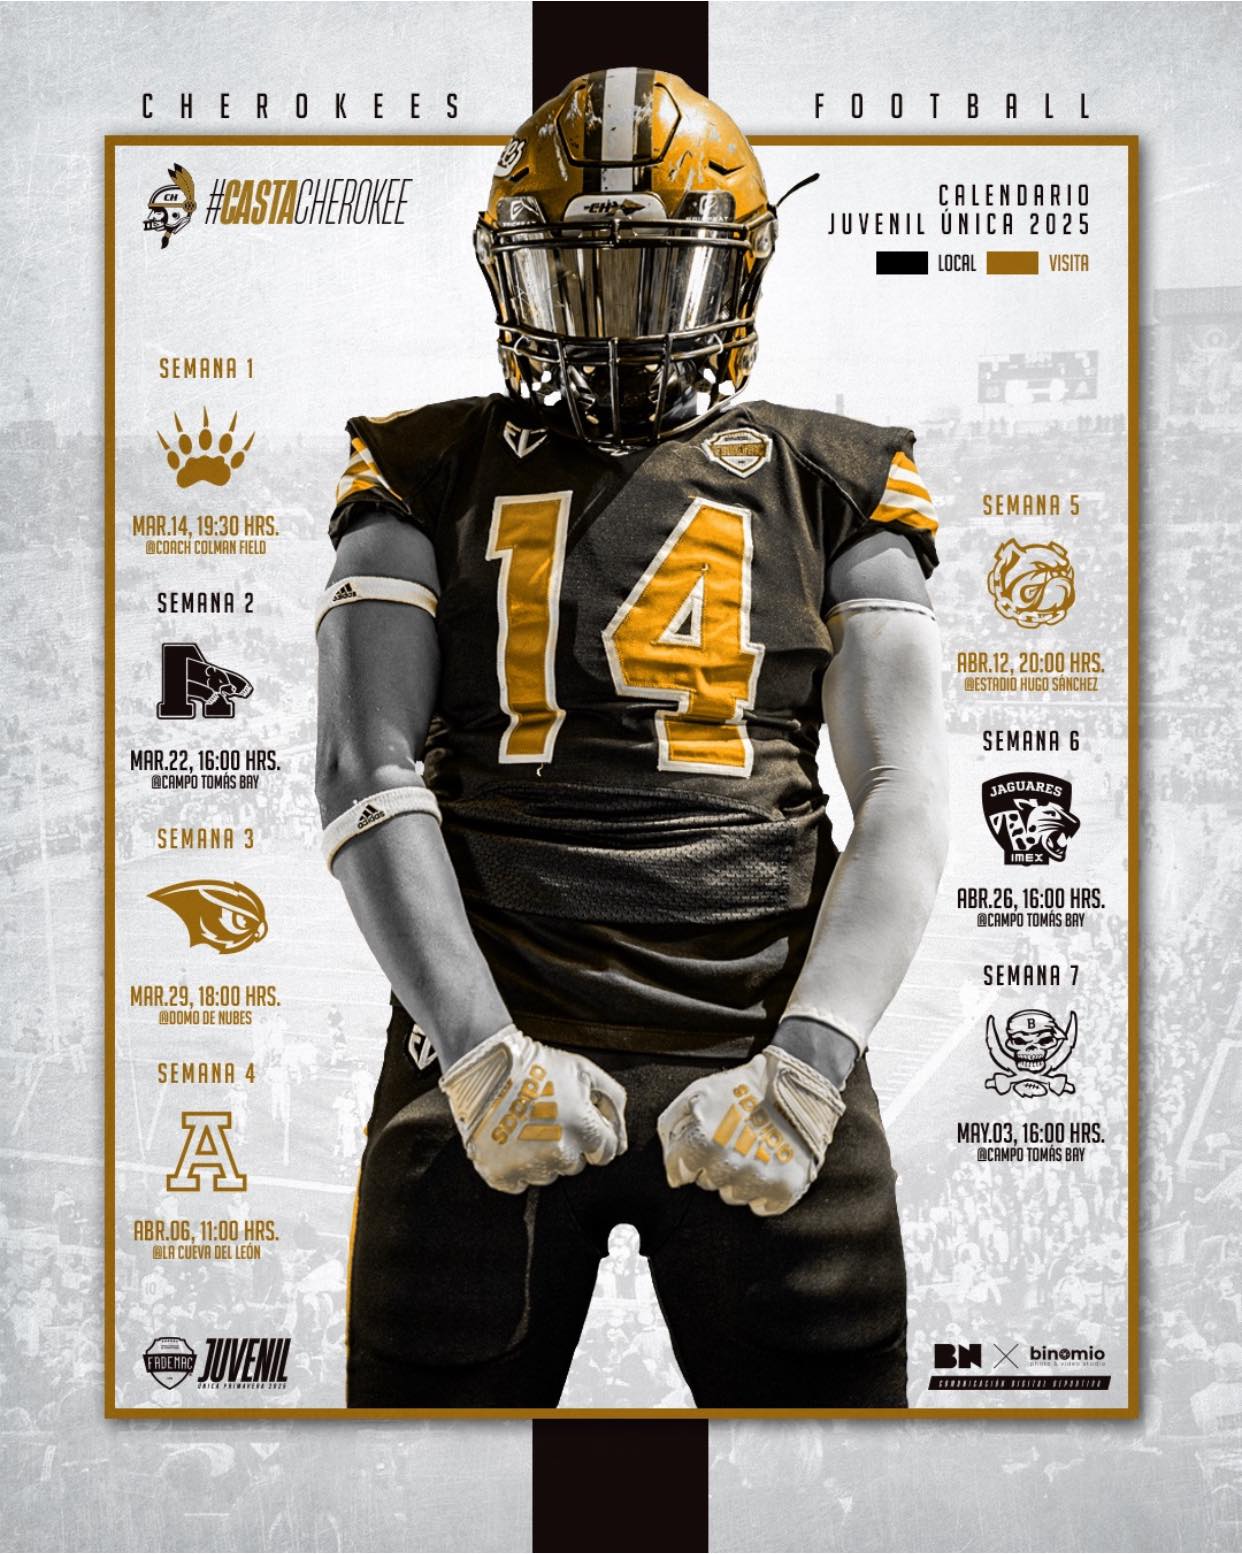 CHEROKEES FOOTBALL
CH
#CASTACHEROKEE
CALENDARIO
JUVENIL ÚNICA 2025
LOCAL VISITA
SEMANA 1
MAR.14, 19:30 HRS.
@COACH COLMAN FIELD
SEMANA 2
A
MAR.22, 16:00 HRS.
@CAMPO TOMÁS BAY
SEMANA 3
MAR.29, 18:00 HRS.
@DOMO DE NUBES
SEMANA 4
A
ABR.06, 11:00 HRS.
@LA CUEVA DEL LEÓN
SEMANA 5
ABR.12, 20:00 HRS.
@ESTADIO HUGO SÁNCHEZ
SEMANA 6
JAGUARES
IMEX
ABR.26, 16:00 HRS.
@CAMPO TOMÁS BAY
SEMANA 7
B
MAY.03, 16:00 HRS.
@CAMPO TOMÁS BAY
14
adidas
adidas
adidas
adidas
FADEMAC
JUVENIL
ÚNICA PRIMAVERA 2025
BN X binomio
photo & video studio
COMUNICACIÓN DIGITAL DEPORTIVA